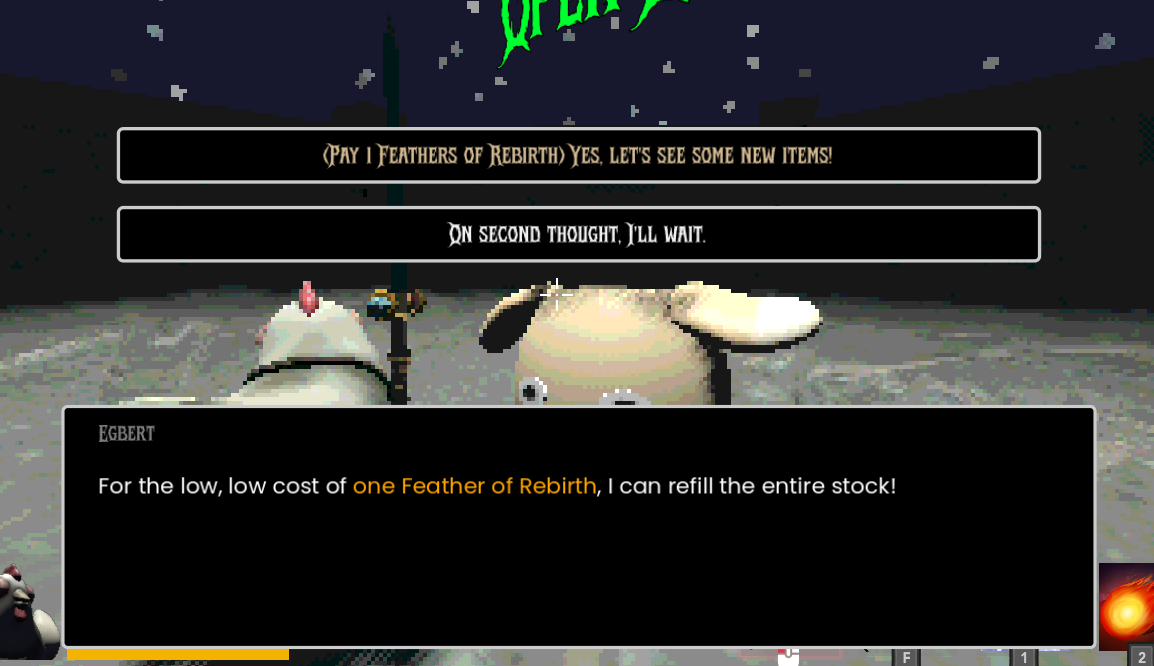 (Pay 1 Feathers of Rebirth) Yes, let's see some new items!
On second thought, I'll wait.
Egbert
For the low, low cost of one Feather of Rebirth, I can refill the entire stock!
F
1
2